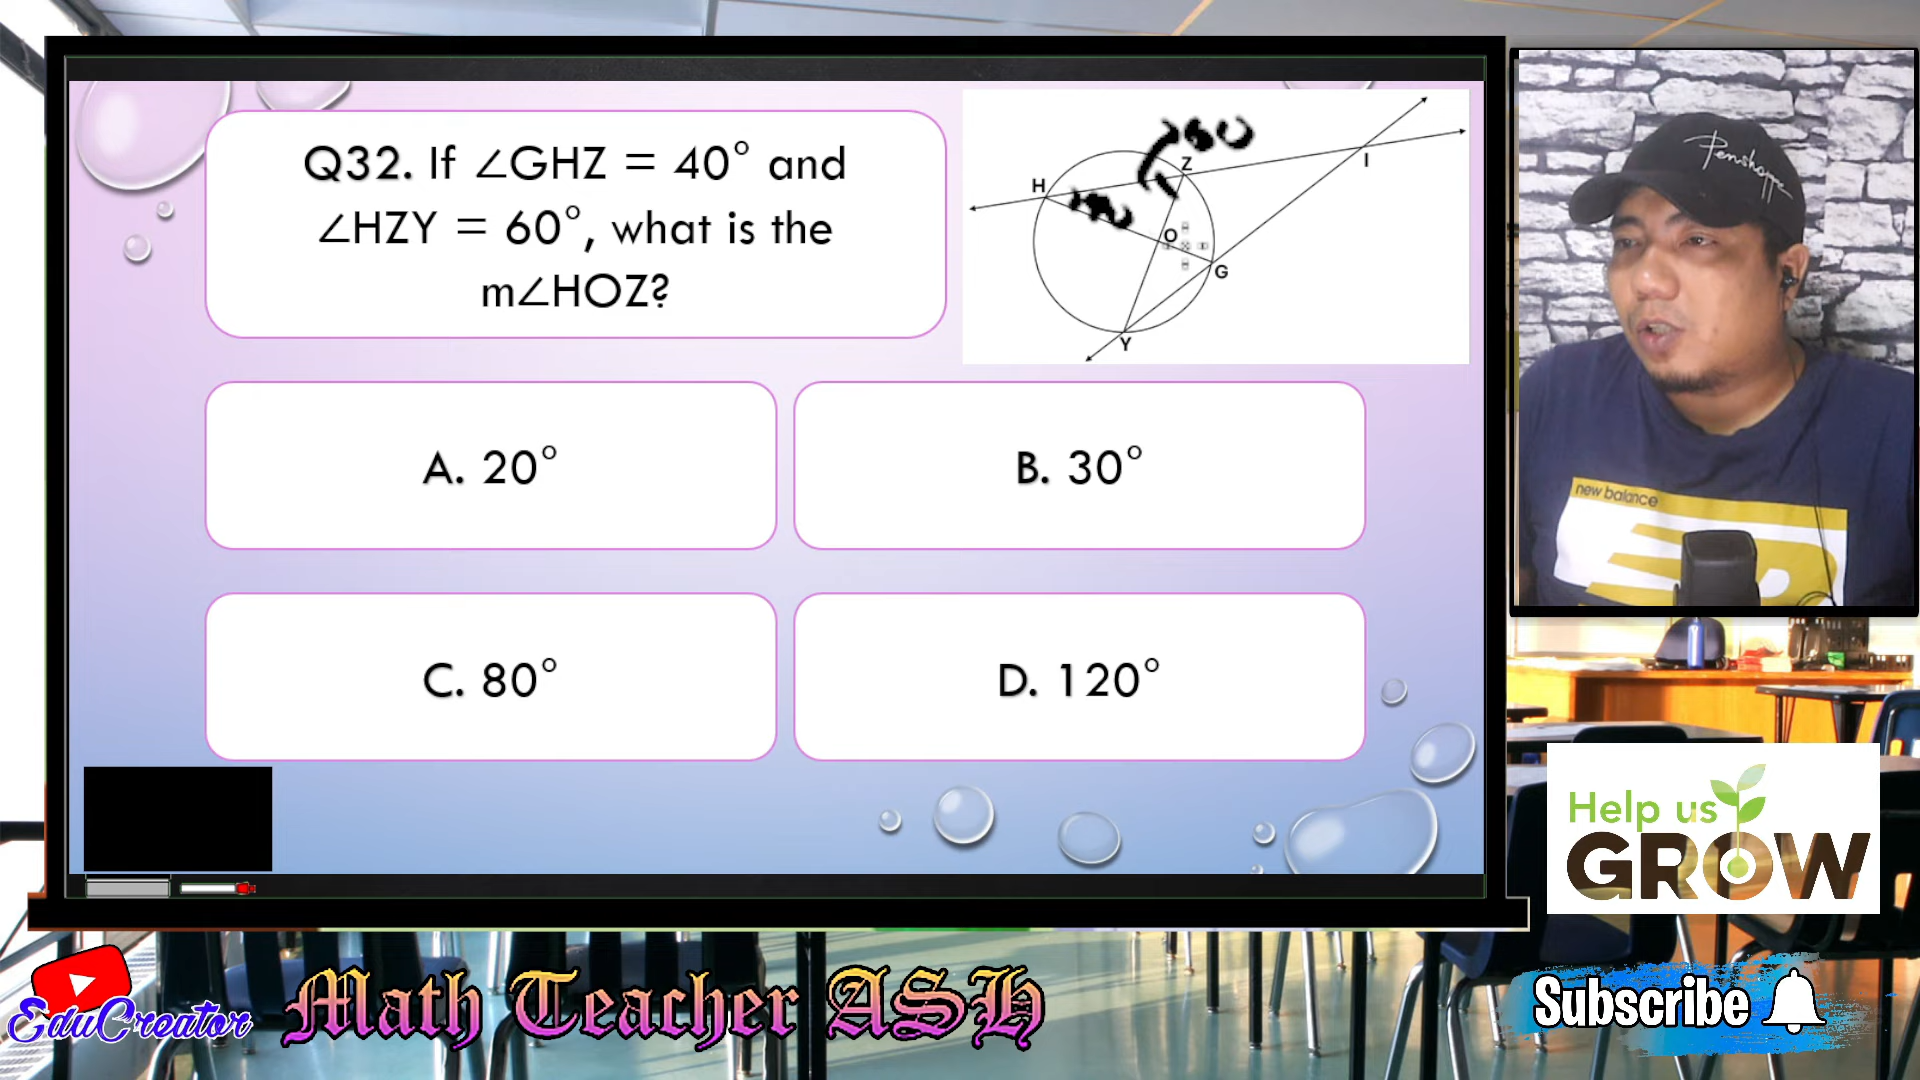 Q32. If ∠GHZ = 40° and
∠HZY = 60°, what is the
m∠HOZ?
H
Z
I
O
G
Y
A. 20°
B. 30°
C. 80°
D. 120°
Penshoppe
new balance
Help us
GROW
EduCreator
Math Teacher ASH
Subscribe